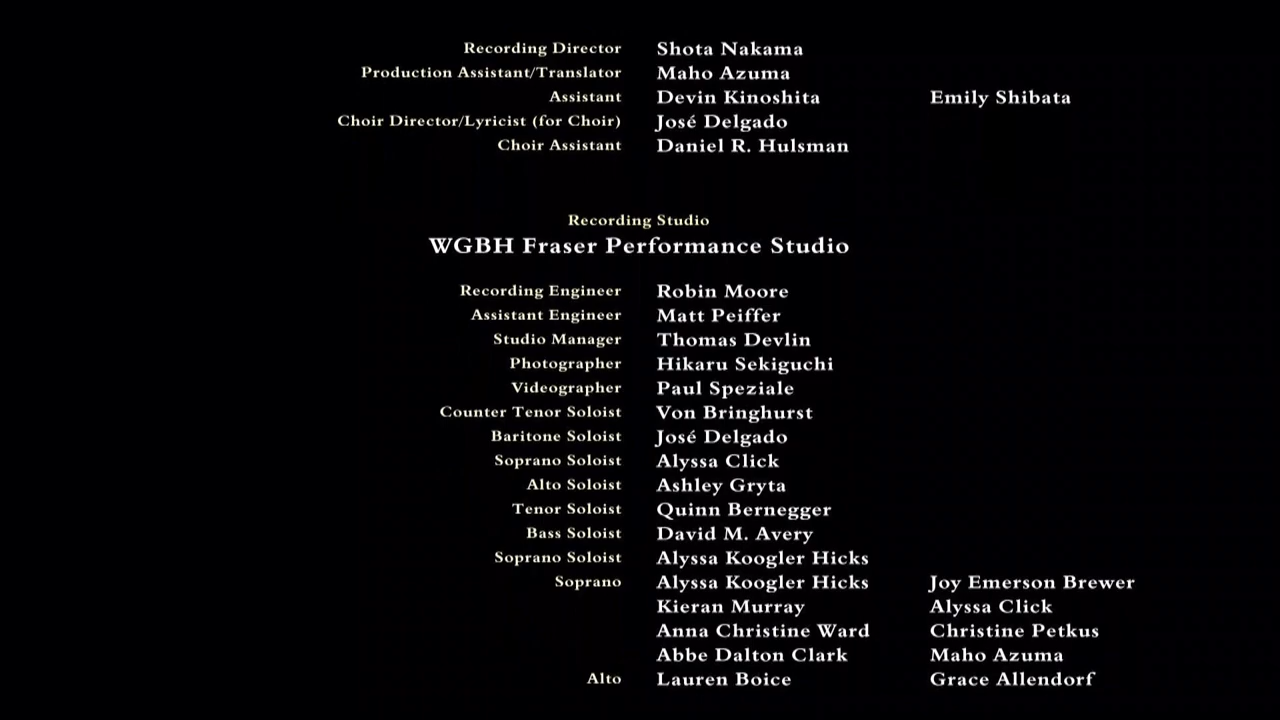 Recording Director Shota Nakama
Production Assistant/Translator Maho Azuma
Assistant Devin Kinoshita Emily Shibata
Choir Director/Lyricist (for Choir) José Delgado
Choir Assistant Daniel R. Hulsman
Recording Studio
WGBH Fraser Performance Studio
Recording Engineer Robin Moore
Assistant Engineer Matt Peiffer
Studio Manager Thomas Devlin
Photographer Hikaru Sekiguchi
Videographer Paul Speziale
Counter Tenor Soloist Von Bringhurst
Baritone Soloist José Delgado
Soprano Soloist Alyssa Click
Alto Soloist Ashley Gryta
Tenor Soloist Quinn Bernegger
Bass Soloist David M. Avery
Soprano Soloist Alyssa Koogler Hicks
Soprano Alyssa Koogler Hicks Joy Emerson Brewer
Kieran Murray Alyssa Click
Anna Christine Ward Christine Petkus
Abbe Dalton Clark Maho Azuma
Alto Lauren Boice Grace Allendorf